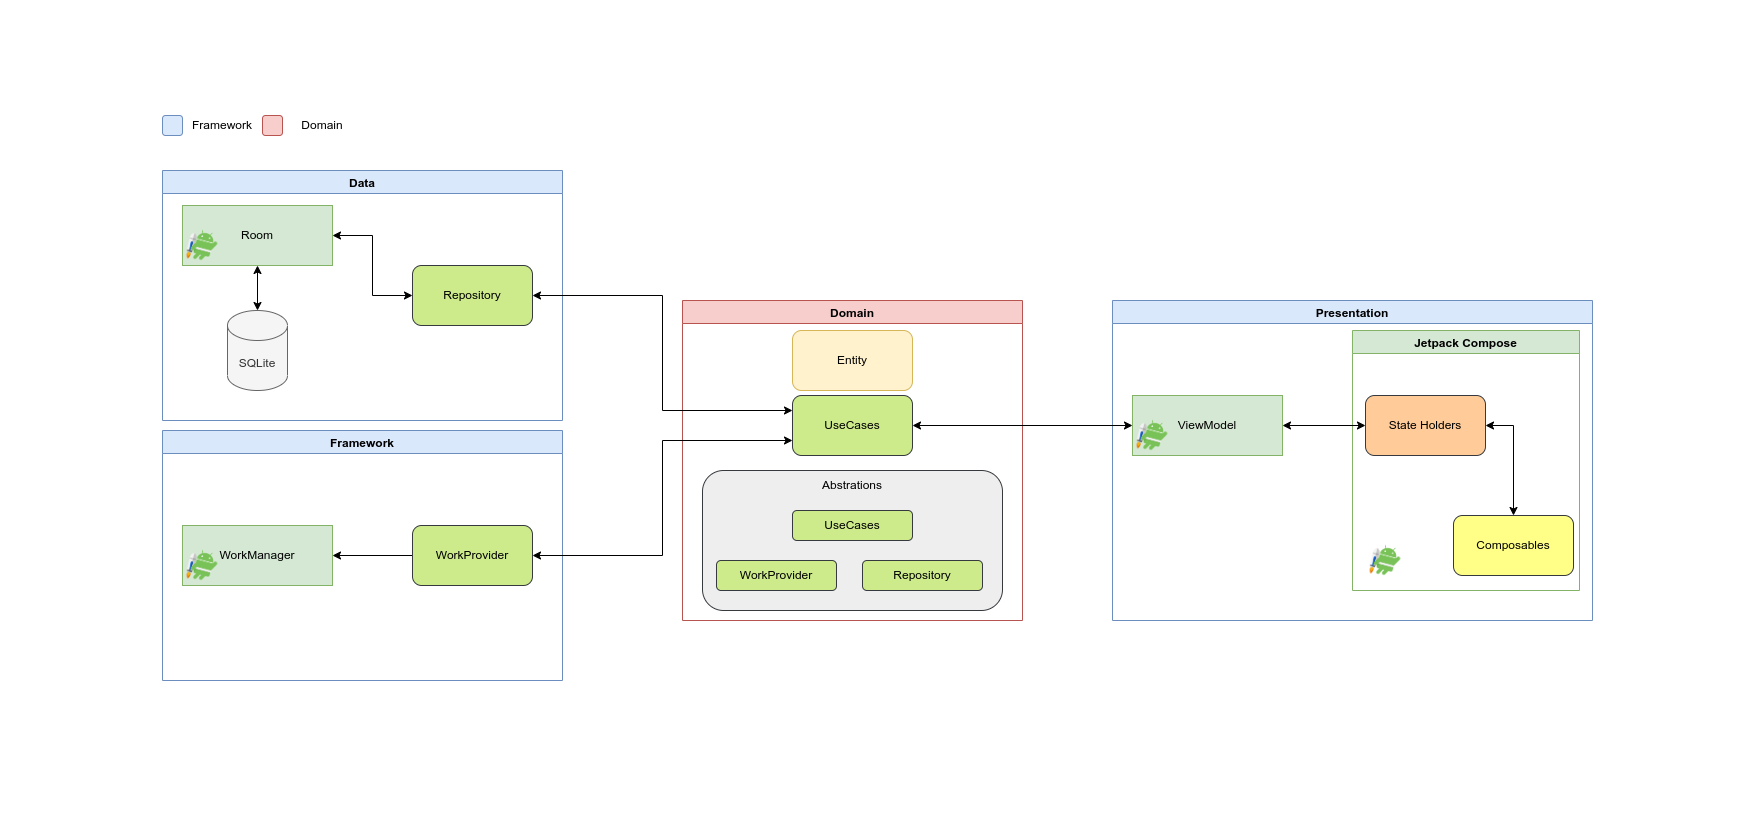 Framework
Domain
Data
Room
Repository
SQLite
Framework
WorkManager
WorkProvider
Domain
Entity
UseCases
Abstrations
UseCases
WorkProvider
Repository
Presentation
Jetpack Compose
ViewModel
State Holders
Composables